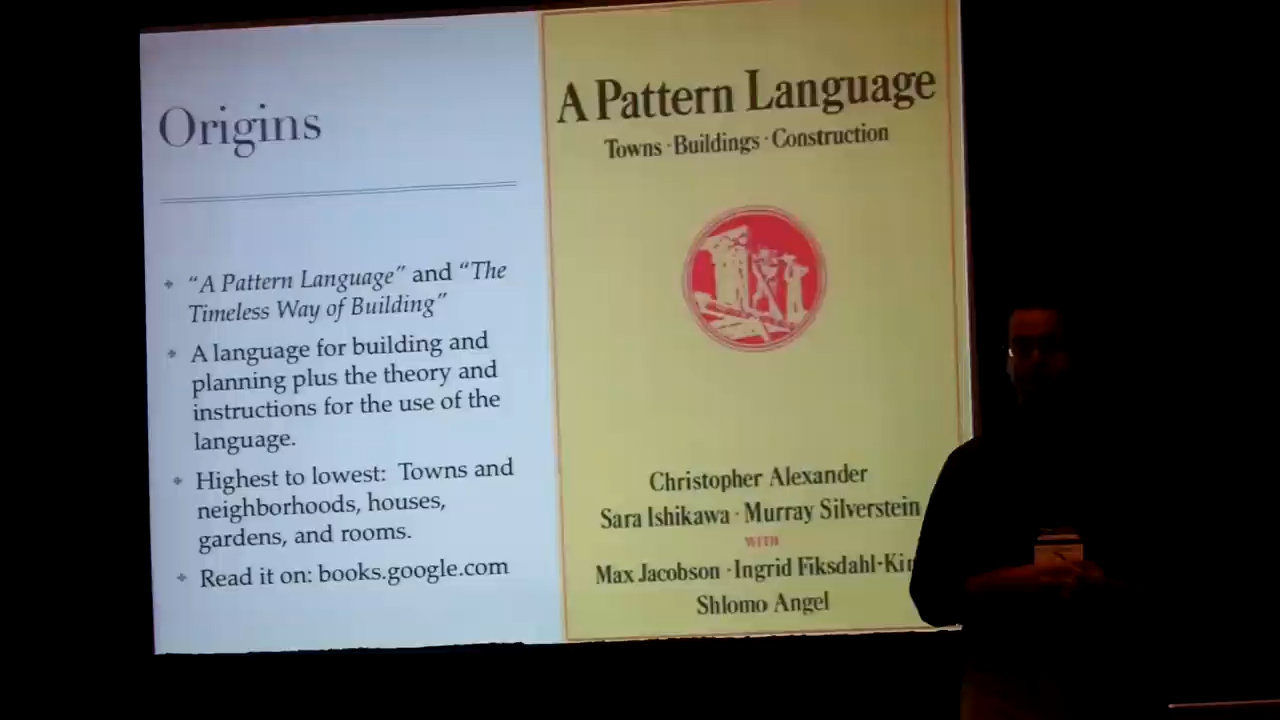 Origins
“A Pattern Language” and “The
Timeless Way of Building”
A language for building and
planning plus the theory and
instructions for the use of the
language.
Highest to lowest: Towns and
neighborhoods, houses,
gardens, and rooms.
Read it on: books.google.com
A Pattern Language
Towns · Buildings · Construction
Christopher Alexander
Sara Ishikawa · Murray Silverstein
WITH
Max Jacobson · Ingrid Fiksdahl-
Shlomo Angel